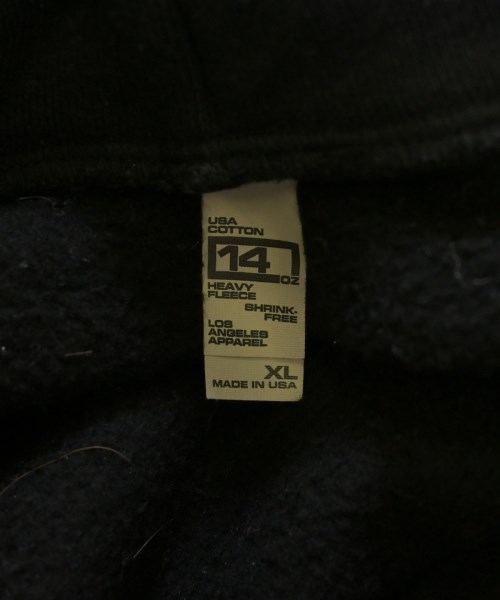 USA
COTTON
14
OZ
HEAVY
FLEECE
SHRINK-
FREE
LOS
ANGELES
APPAREL
XL
MADE IN USA